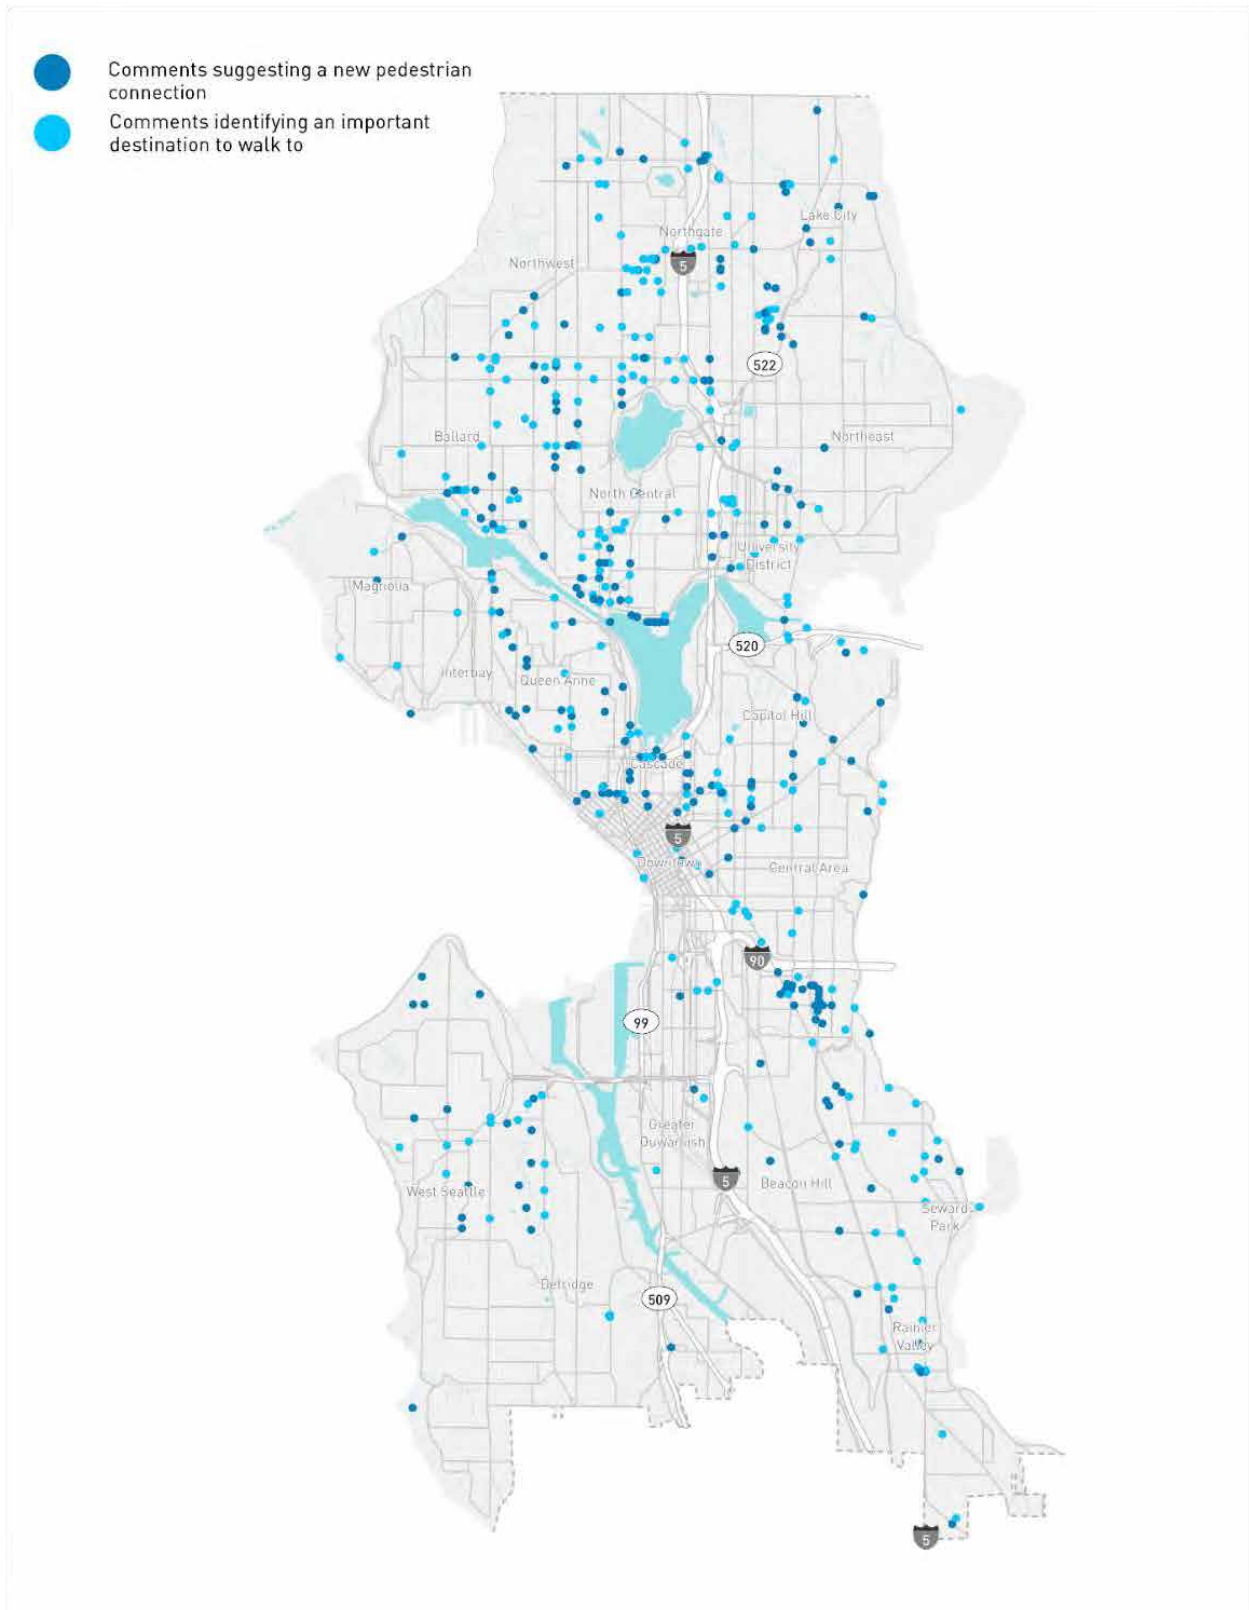 Comments suggesting a new pedestrian
connection
Comments identifying an important
destination to walk to
Lake City
Northgate
5
Northwest
522
Ballard
Northeast
North Central
University
District
Magnolia
520
Interbay
Queen Anne
Capitol Hill
Cascade
5
Downtown
Central Area
90
99
Greater
Duwamish
5
Beacon Hill
West Seattle
Seward
Park
Delridge
509
Rainier
Valley
5